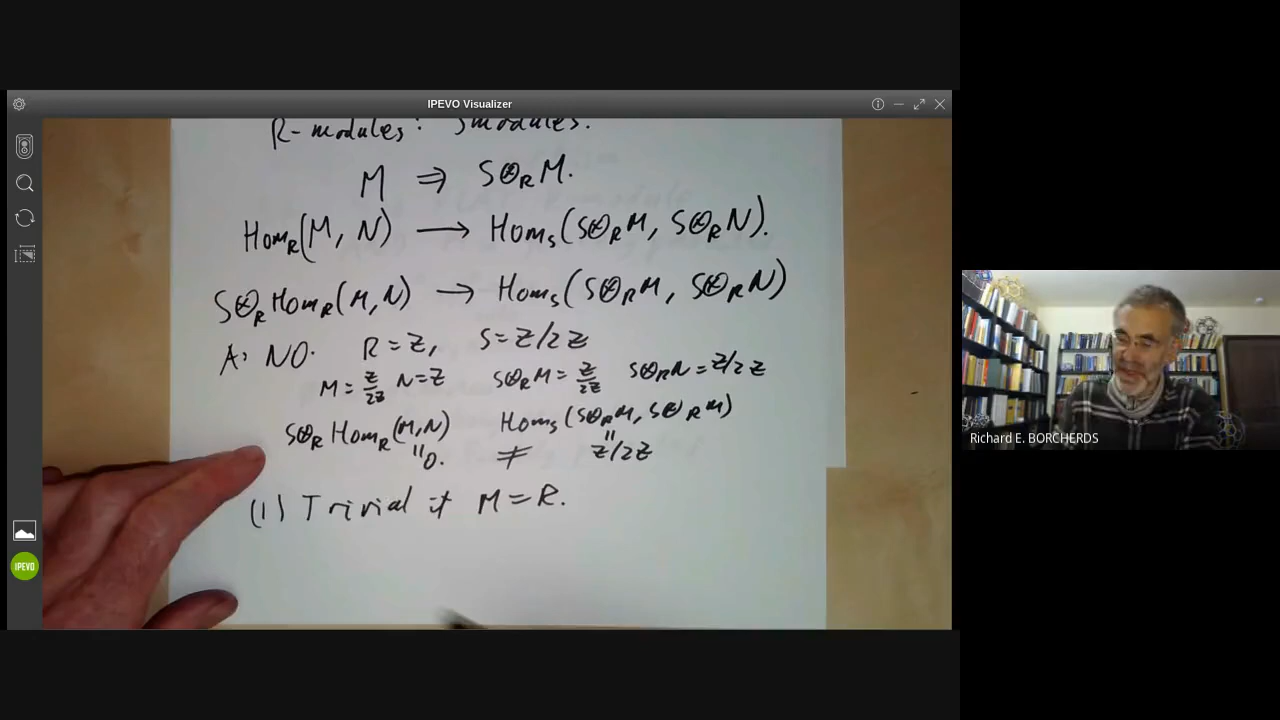 IPEVO Visualizer
R-modules: S modules.
M ⇒ S⊗_R M.
Hom_R(M, N) → Hom_S(S⊗_R M, S⊗_R N).
S⊗_R Hom_R(M, N) → Hom_S(S⊗_R M, S⊗_R N)
A: NO. R = Z, S = Z/2Z
M = Z/2Z N = Z S⊗_R M = Z/2Z S⊗_R N = Z/2Z
S⊗_R Hom_R(M, N) Hom_S(S⊗_R M, S⊗_R M)
"0. ≠ " Z/2Z
(1) Trivial if M = R.
IPEVO
Richard E. BORCHERDS